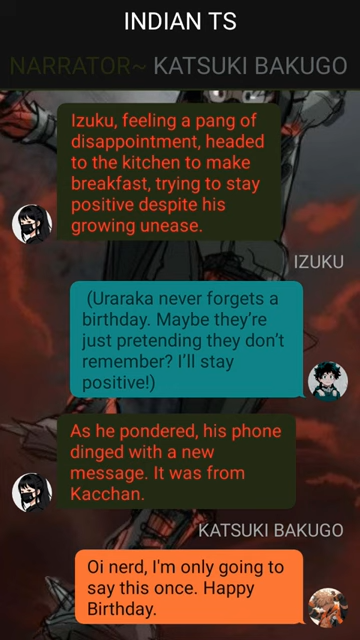 INDIAN TS
NARRATOR~ KATSUKI BAKUGO
Izuku, feeling a pang of
disappointment, headed
to the kitchen to make
breakfast, trying to stay
positive despite his
growing unease.
IZUKU
(Uraraka never forgets a
birthday. Maybe they're
just pretending they don't
remember? I'll stay
positive!)
As he pondered, his phone
dinged with a new
message. It was from
Kacchan.
KATSUKI BAKUGO
Oi nerd, I'm only going to
say this once. Happy
Birthday.